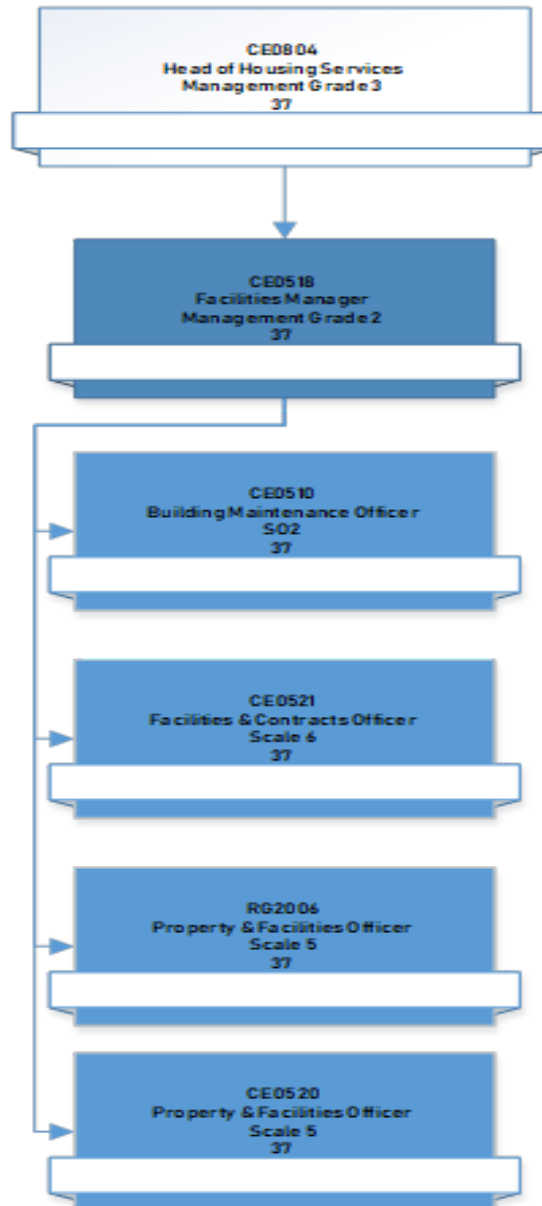 CE0804
Head of Housing Services
Management Grade 3
37
CE0518
Facilities Manager
Management Grade 2
37
CE0510
Building Maintenance Officer
SO2
37
CE0521
Facilities & Contracts Officer
Scale 6
37
RG2006
Property & Facilities Officer
Scale 5
37
CE0520
Property & Facilities Officer
Scale 5
37